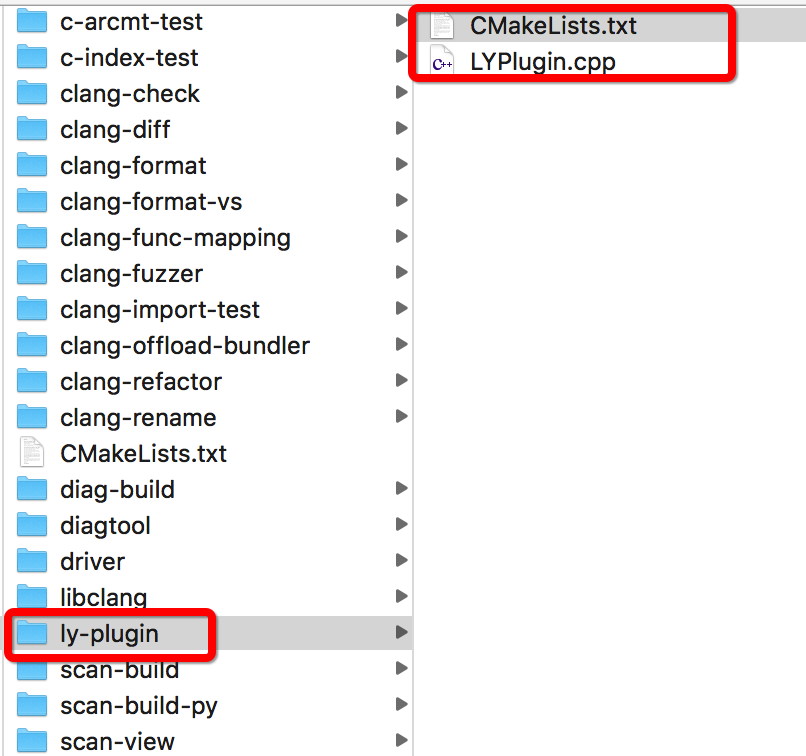 c-arcmt-test
c-index-test
clang-check
clang-diff
clang-format
clang-format-vs
clang-func-mapping
clang-fuzzer
clang-import-test
clang-offload-bundler
clang-refactor
clang-rename
CMakeLists.txt
diag-build
diagtool
driver
libclang
ly-plugin
scan-build
scan-build-py
scan-view
CMakeLists.txt
C++ LYPlugin.cpp